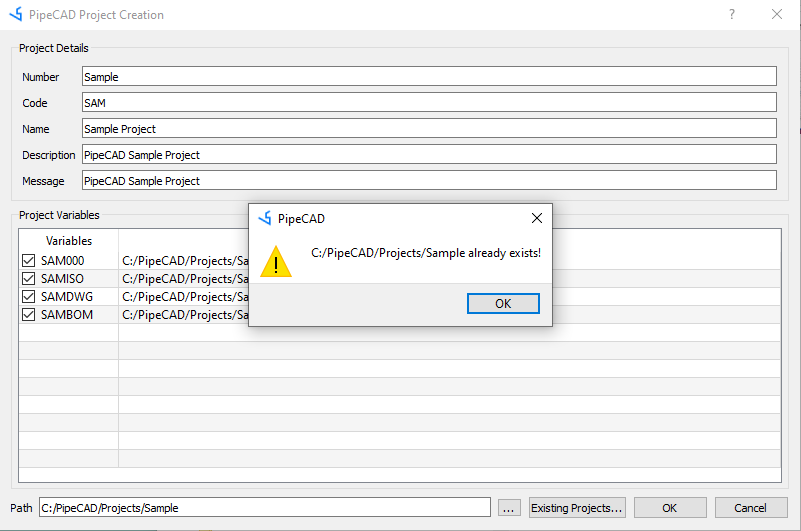 PipeCAD Project Creation
Project Details
Number Sample
Code SAM
Name Sample Project
Description PipeCAD Sample Project
Message PipeCAD Sample Project
Project Variables
Variables
SAM000 C:/PipeCAD/Projects/Sa
SAMISO C:/PipeCAD/Projects/Sa
SAMDWG C:/PipeCAD/Projects/Sa
SAMBOM C:/PipeCAD/Projects/Sa
PipeCAD
C:/PipeCAD/Projects/Sample already exists!
OK
Path C:/PipeCAD/Projects/Sample ... Existing Projects... OK Cancel